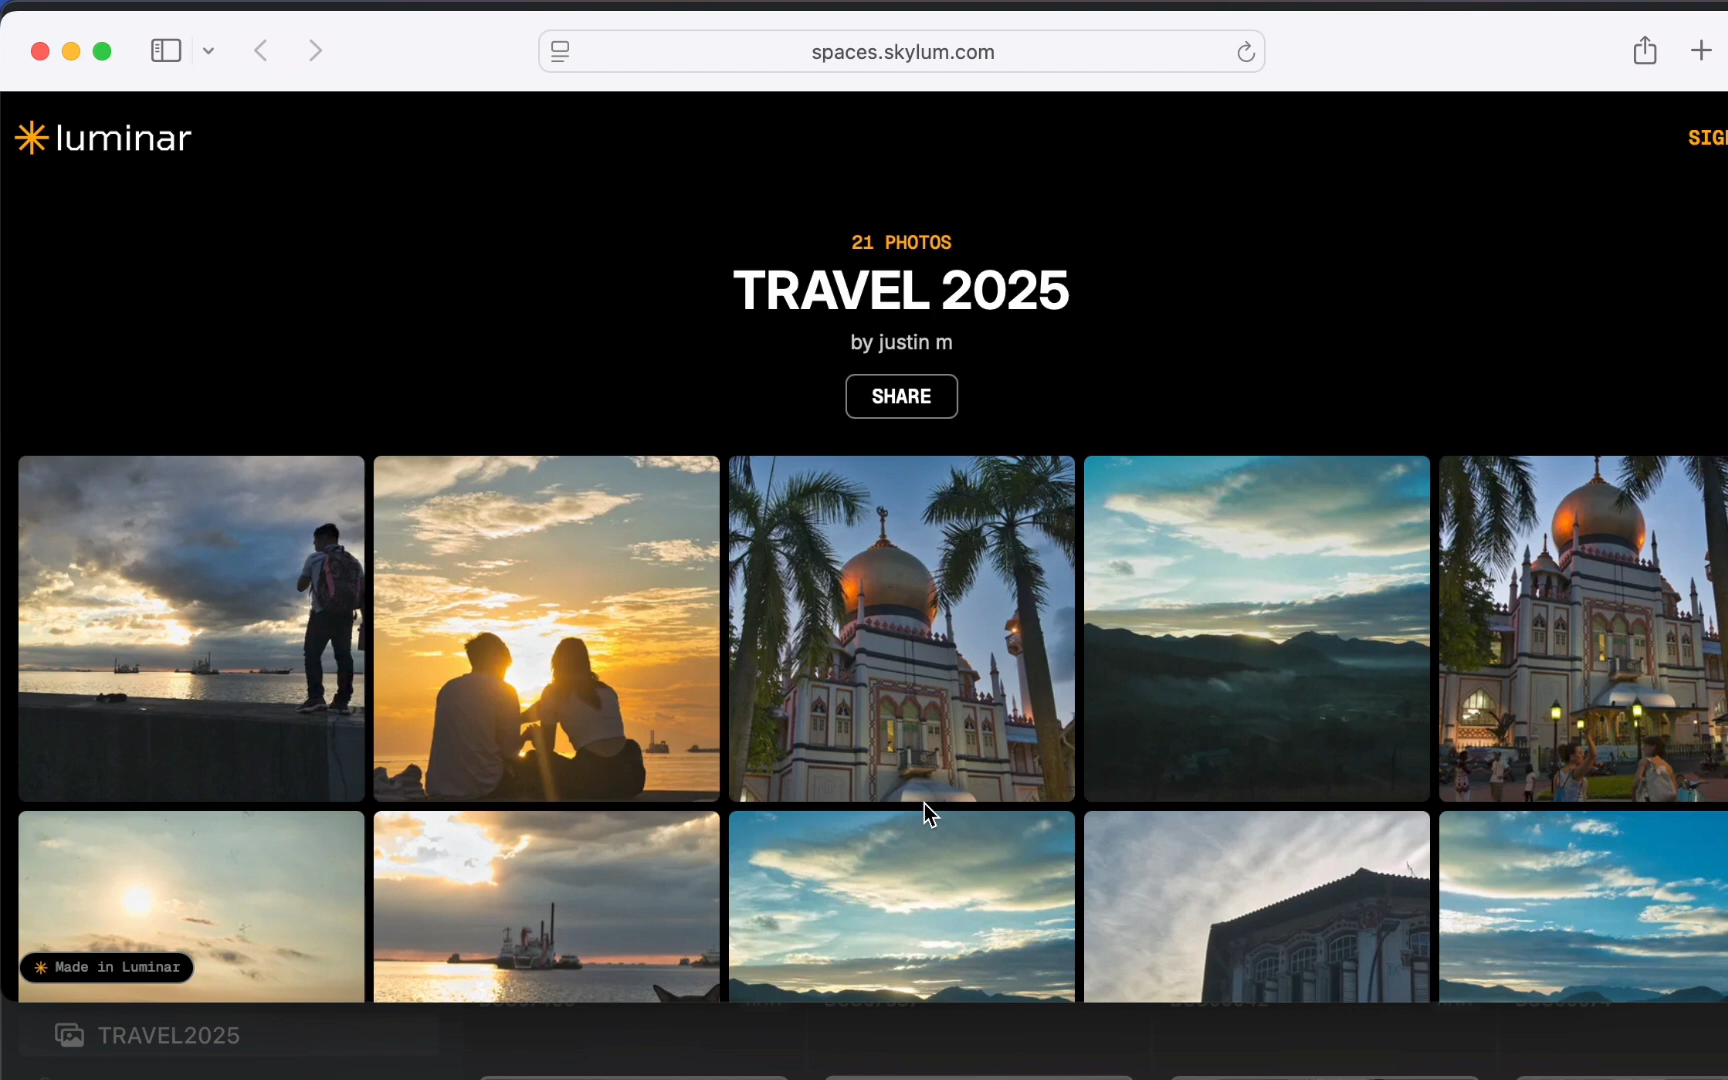 spaces.skylum.com
luminar
21 PHOTOS
TRAVEL 2025
by justin m
SHARE
Made in Luminar
TRAVEL2025